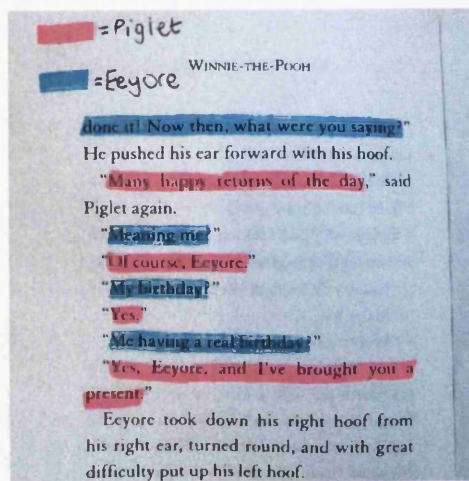 =Piglet
=Eeyore
WINNIE-THE-POOH
done it! Now then, what were you saying?"
He pushed his ear forward with his hoof.
"Many happy returns of the day," said
Piglet again.
"Meaning me?"
"Of course, Eeyore."
"My birthday?"
"Yes."
"Me having a real birthday?"
"Yes, Eeyore, and I've brought you a
present."
Eeyore took down his right hoof from
his right ear, turned round, and with great
difficulty put up his left hoof.